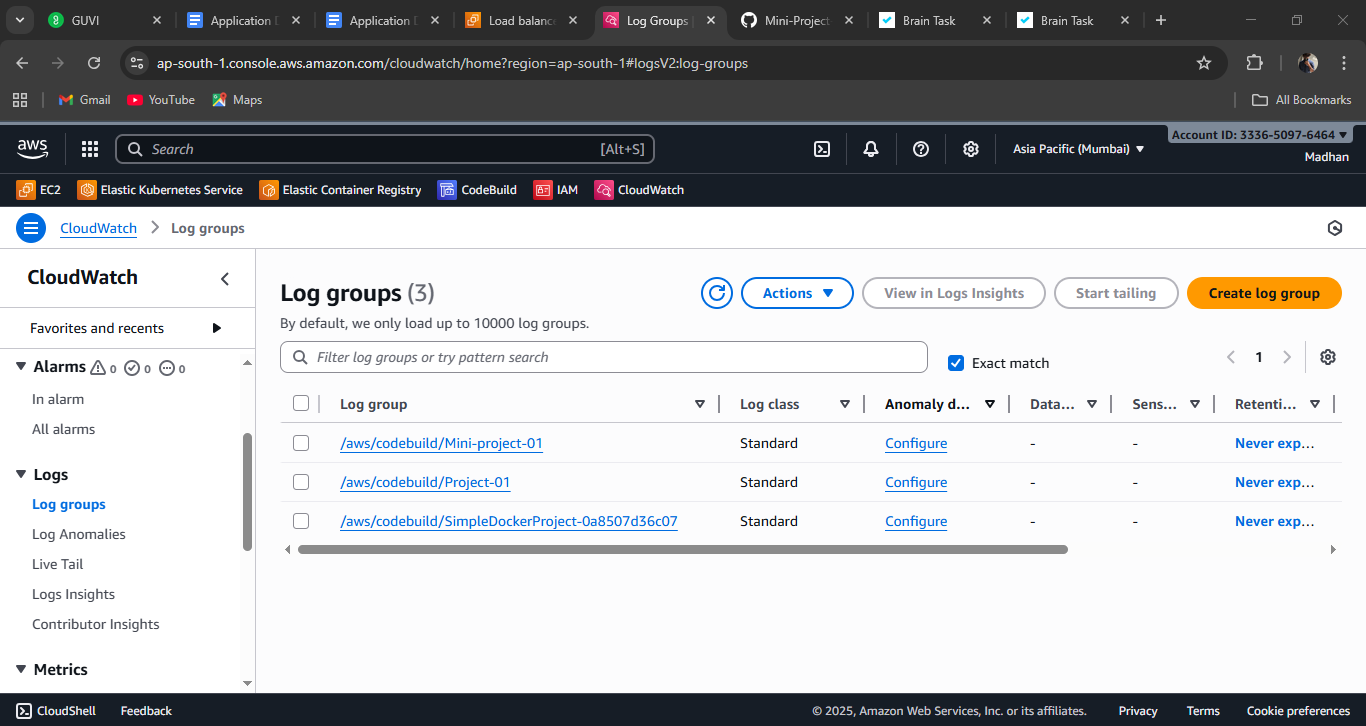 GUVI
Application D
Application D
Load balanc
Log Groups
Mini-Project
Brain Task
Brain Task
ap-south-1.console.aws.amazon.com/cloudwatch/home?region=ap-south-1#logsV2:log-groups
Gmail
YouTube
Maps
All Bookmarks
aws
Search
[Alt+S]
Asia Pacific (Mumbai)
Account ID: 3336-5097-6464
Madhan
EC2
Elastic Kubernetes Service
Elastic Container Registry
CodeBuild
IAM
CloudWatch
CloudWatch
Log groups
CloudWatch
Favorites and recents
Alarms 0 0 0
In alarm
All alarms
Logs
Log groups
Log Anomalies
Live Tail
Logs Insights
Contributor Insights
Metrics
Log groups (3)
By default, we only load up to 10000 log groups.
Actions
View in Logs Insights
Start tailing
Create log group
Filter log groups or try pattern search
Exact match
1
Log group Log class Anomaly d... Data... Sens... Retenti...
/aws/codebuild/Mini-project-01 Standard Configure - - Never exp...
/aws/codebuild/Project-01 Standard Configure - - Never exp...
/aws/codebuild/SimpleDockerProject-0a8507d36c07 Standard Configure - - Never exp...
CloudShell
Feedback
© 2025, Amazon Web Services, Inc. or its affiliates.
Privacy
Terms
Cookie preferences